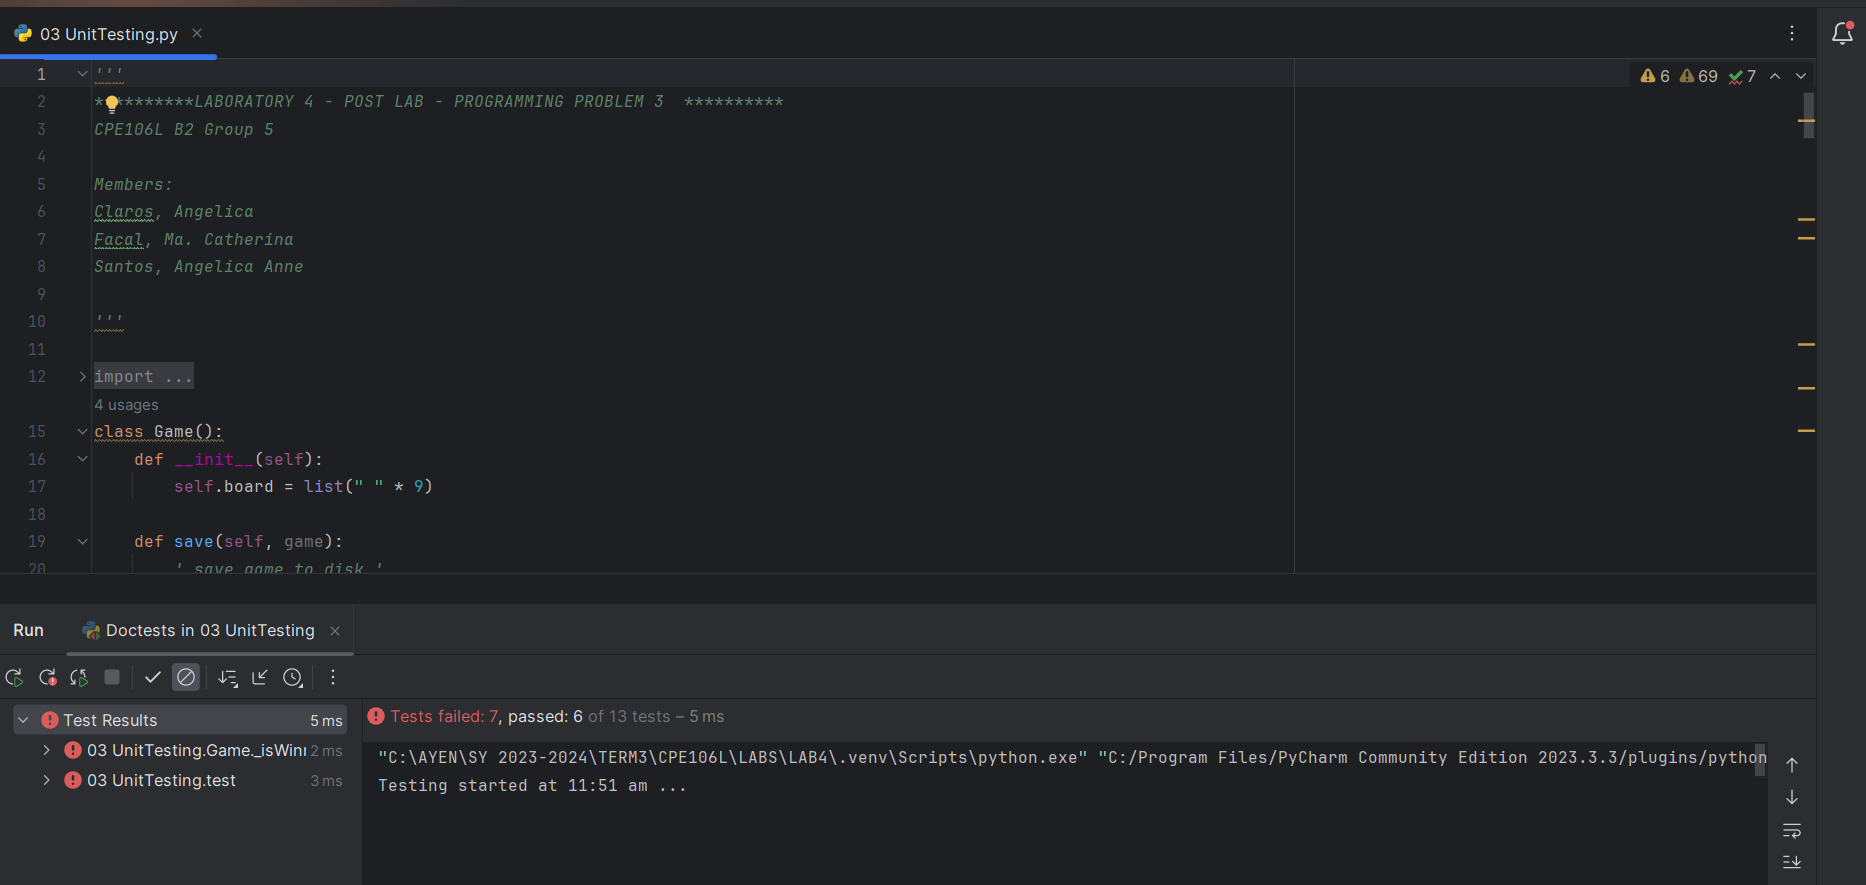 03 UnitTesting.py
6 69 7
1 '''
2 **********LABORATORY 4 - POST LAB - PROGRAMMING PROBLEM 3 **********
3 CPE106L B2 Group 5
4
5 Members:
6 Claros, Angelica
7 Facal, Ma. Catherina
8 Santos, Angelica Anne
9
10 '''
11
12 import ...
4 usages
15 class Game():
16 def __init__(self):
17 self.board = list(" " * 9)
18
19 def save(self, game):
20 ' save game to disk '
Run Doctests in 03 UnitTesting
Test Results 5 ms
03 UnitTesting.Game._isWinr 2 ms
03 UnitTesting.test 3 ms
Tests failed: 7, passed: 6 of 13 tests – 5 ms
"C:\AYEN\SY 2023-2024\TERM3\CPE106L\LABS\LAB4\.venv\Scripts\python.exe" "C:/Program Files/PyCharm Community Edition 2023.3.3/plugins/python
Testing started at 11:51 am ...